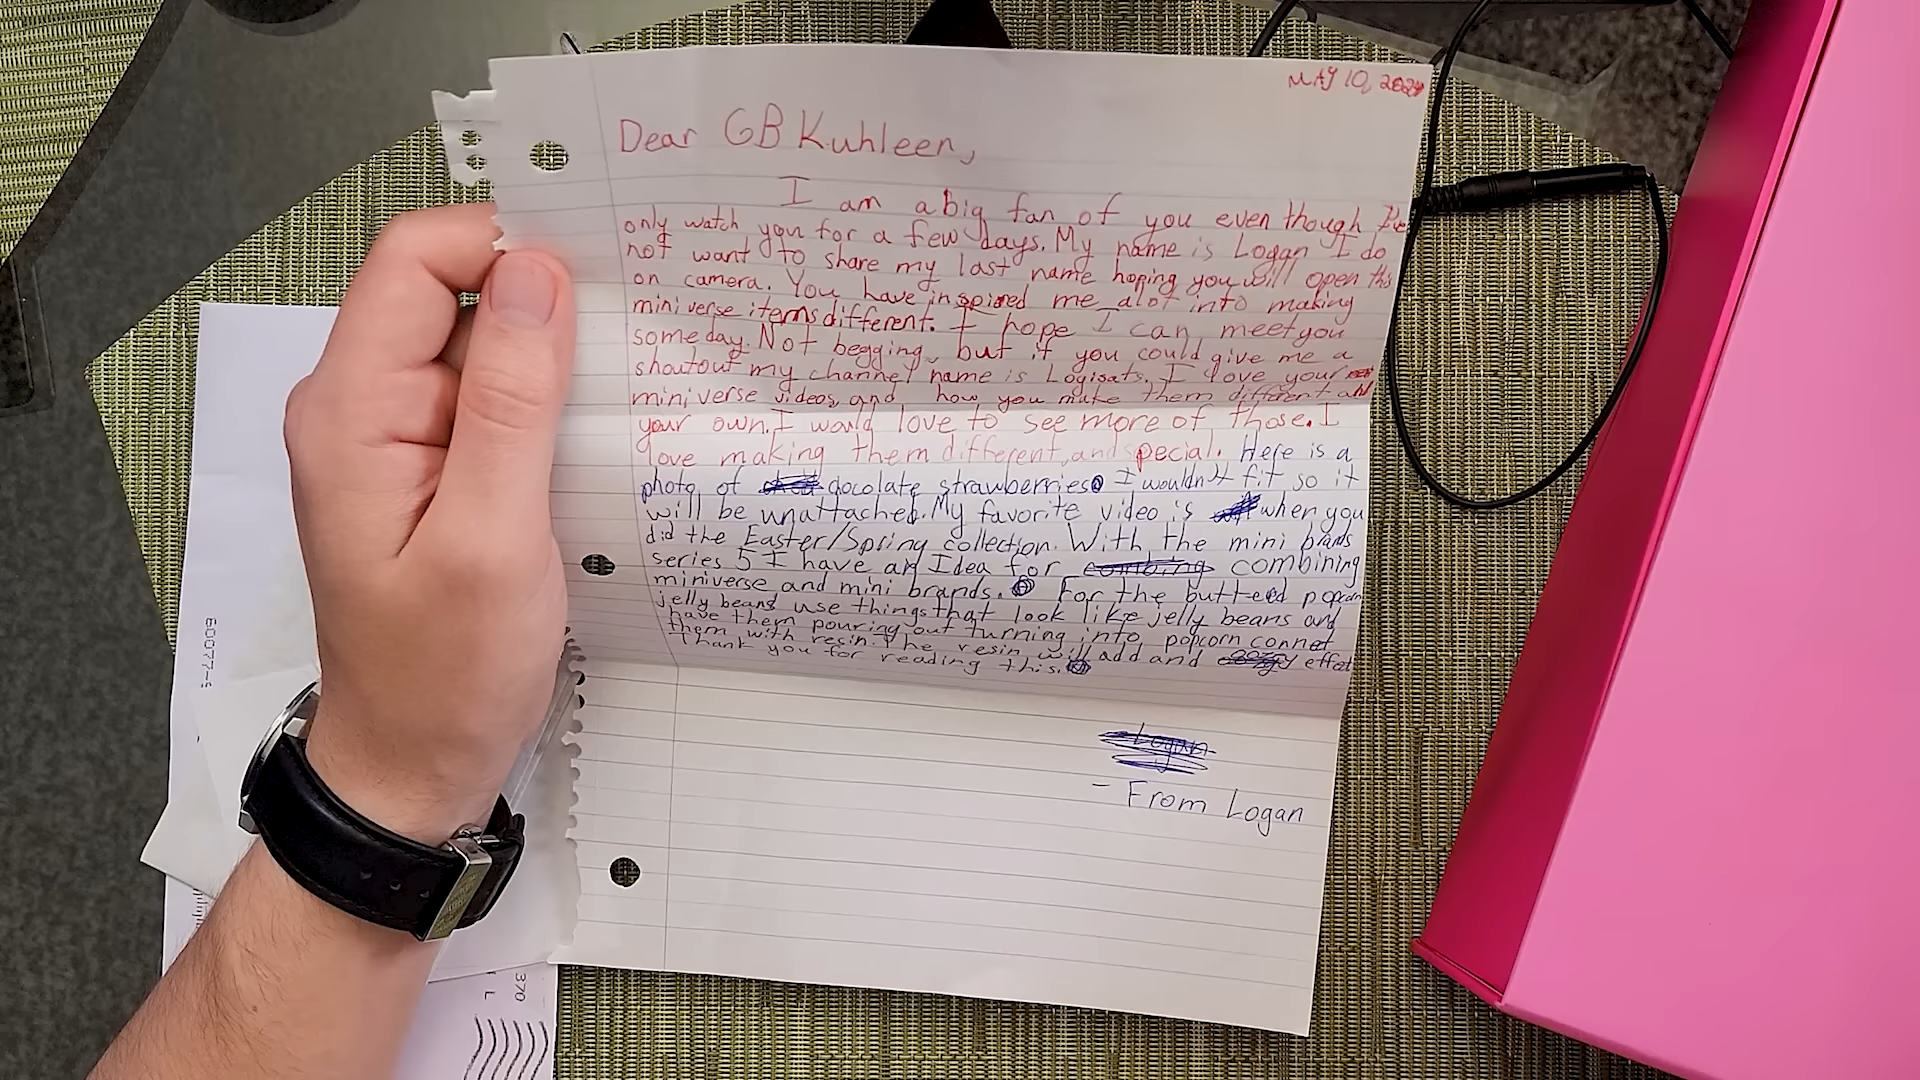 MAY 10, 2024
Dear GB Kuhleen,
I am a big fan of you even though I've
only watch you for a few days. My name is Logan I do
not want to share my last name hoping you will open this
on camera. You have inspired me alot into making
miniverse items different. I hope I can meet you
someday. Not begging, but if you could give me a
shoutout my channel name is Logisats. I love your
miniverse videos, and how you make them different and
your own. I would love to see more of those. I
love making them different, and special. Here is a
photo of gocolate strawberries I wouldn't fit so it
will be unattached. My favorite video is when you
did the Easter/Spring collection. With the mini brands
series 5 I have an Idea for combing combining
miniverse and mini brands. For the butteed popcorn
jelly beans use things that look like jelly beans and
have them pouring out turning into popcorn connet
them with resin. The resin will add and effet
Thank you for reading this.
Logan
- From Logan
60077-5
370
L